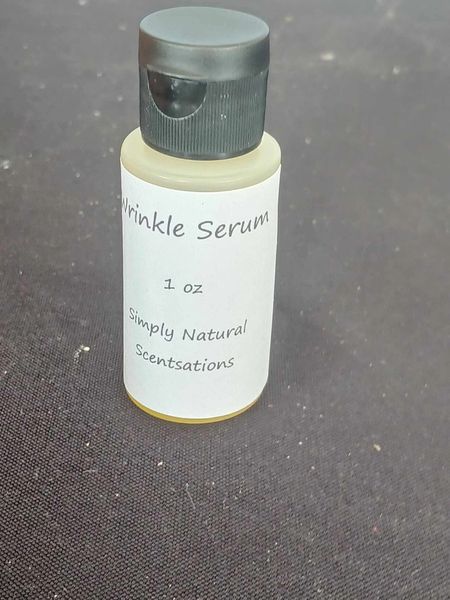 Wrinkle Serum
1 oz
Simply Natural
Scentsations